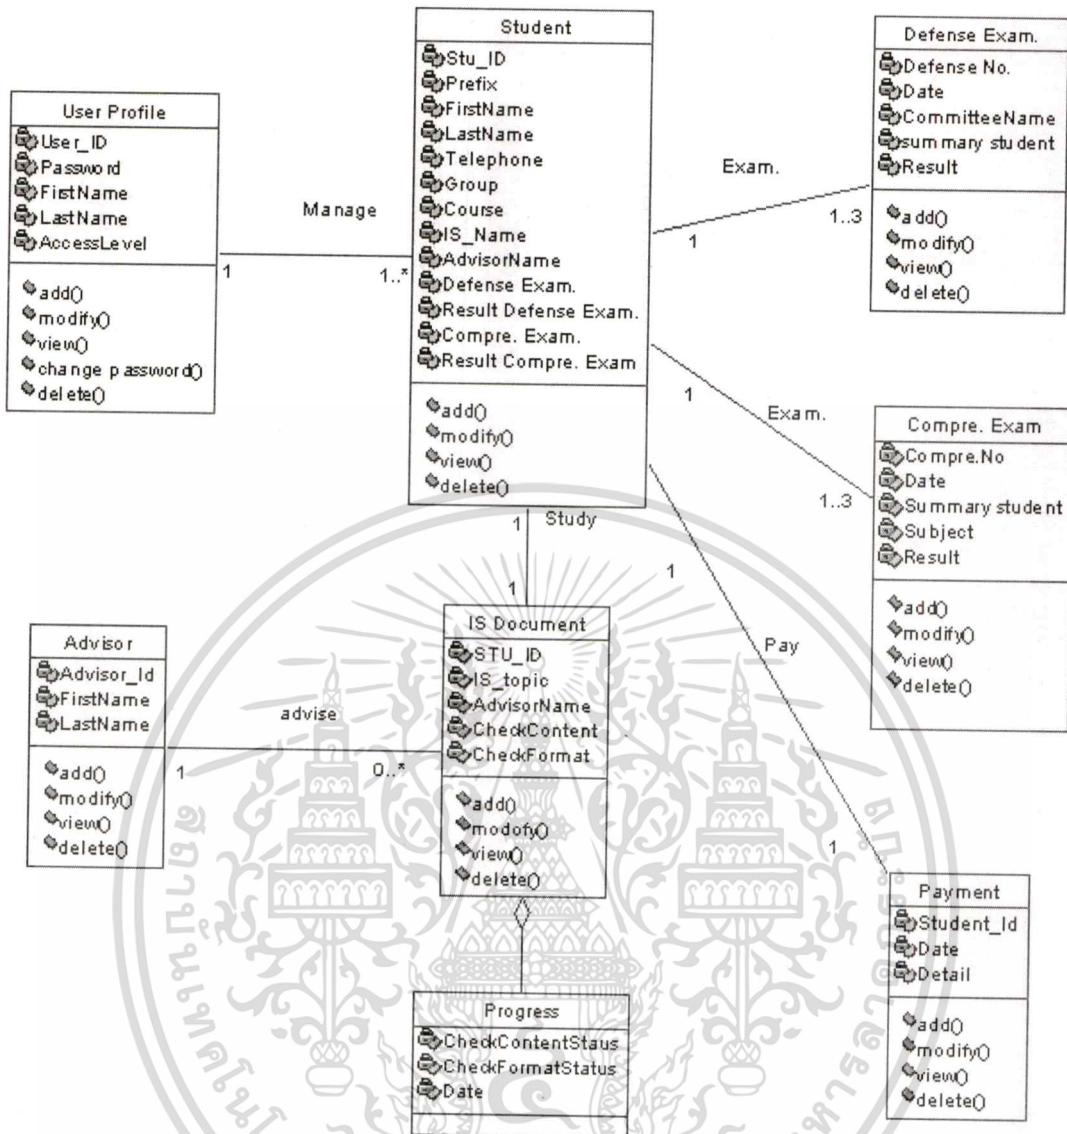 Student
Stu_ID
Prefix
FirstName
LastName
Telephone
Group
Course
IS_Name
AdvisorName
Defense Exam.
Result Defense Exam.
Compre. Exam.
Result Compre. Exam
add()
modify()
view()
delete()
Defense Exam.
Defense No.
Date
CommitteeName
summary student
Result
add()
modify()
view()
delete()
User Profile
User_ID
Password
FirstName
LastName
AccessLevel
add()
modify()
view()
change password()
delete()
Manage
1
1..*
Exam.
1
1..3
Exam.
1
1..3
Compre. Exam
Compre.No
Date
Summary student
Subject
Result
add()
modify()
view()
delete()
1
Study
1
1
Pay
1
IS Document
STU_ID
IS_topic
AdvisorName
CheckContent
CheckFormat
add()
modofy()
view()
delete()
Advisor
Advisor_Id
FirstName
LastName
add()
modify()
view()
delete()
advise
1
0..*
Payment
Student_Id
Date
Detail
add()
modify()
view()
delete()
Progress
CheckContentStaus
CheckFormatStatus
Date